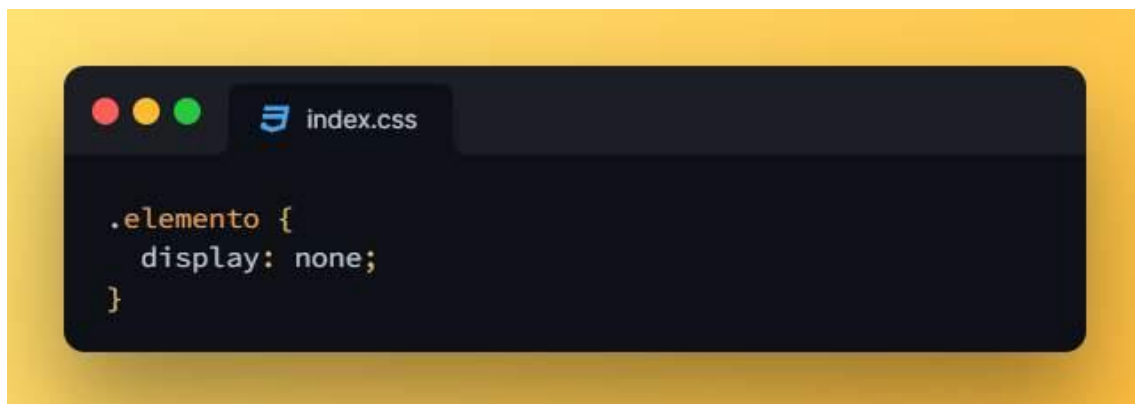 index.css
.elemento {
  display: none;
}